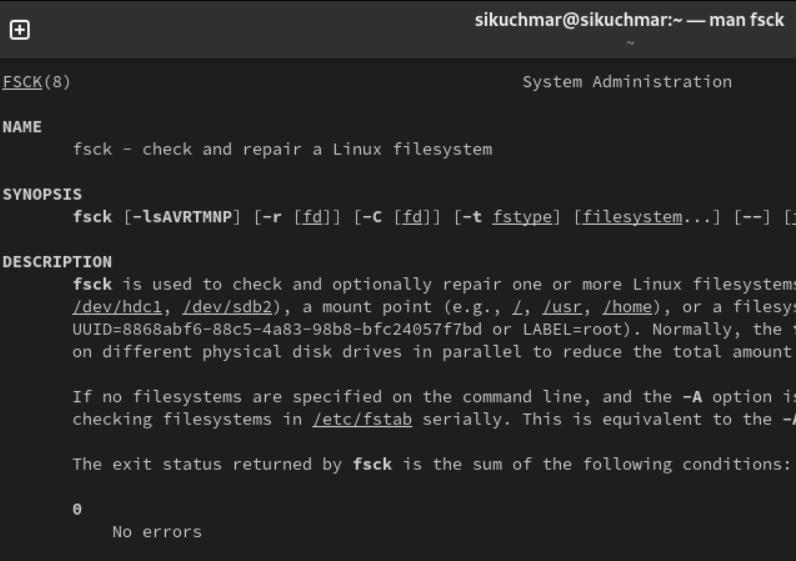 sikuchmar@sikuchmar:~ — man fsck
~
FSCK(8) System Administration
NAME
fsck - check and repair a Linux filesystem
SYNOPSIS
fsck [-lsAVRTMNP] [-r [fd]] [-C [fd]] [-t fstype] [filesystem...] [--] [
DESCRIPTION
fsck is used to check and optionally repair one or more Linux filesystems
/dev/hdc1, /dev/sdb2), a mount point (e.g., /, /usr, /home), or a filesys
UUID=8868abf6-88c5-4a83-98b8-bfc24057f7bd or LABEL=root). Normally, the
on different physical disk drives in parallel to reduce the total amount
If no filesystems are specified on the command line, and the -A option is
checking filesystems in /etc/fstab serially. This is equivalent to the -A
The exit status returned by fsck is the sum of the following conditions:
0
No errors